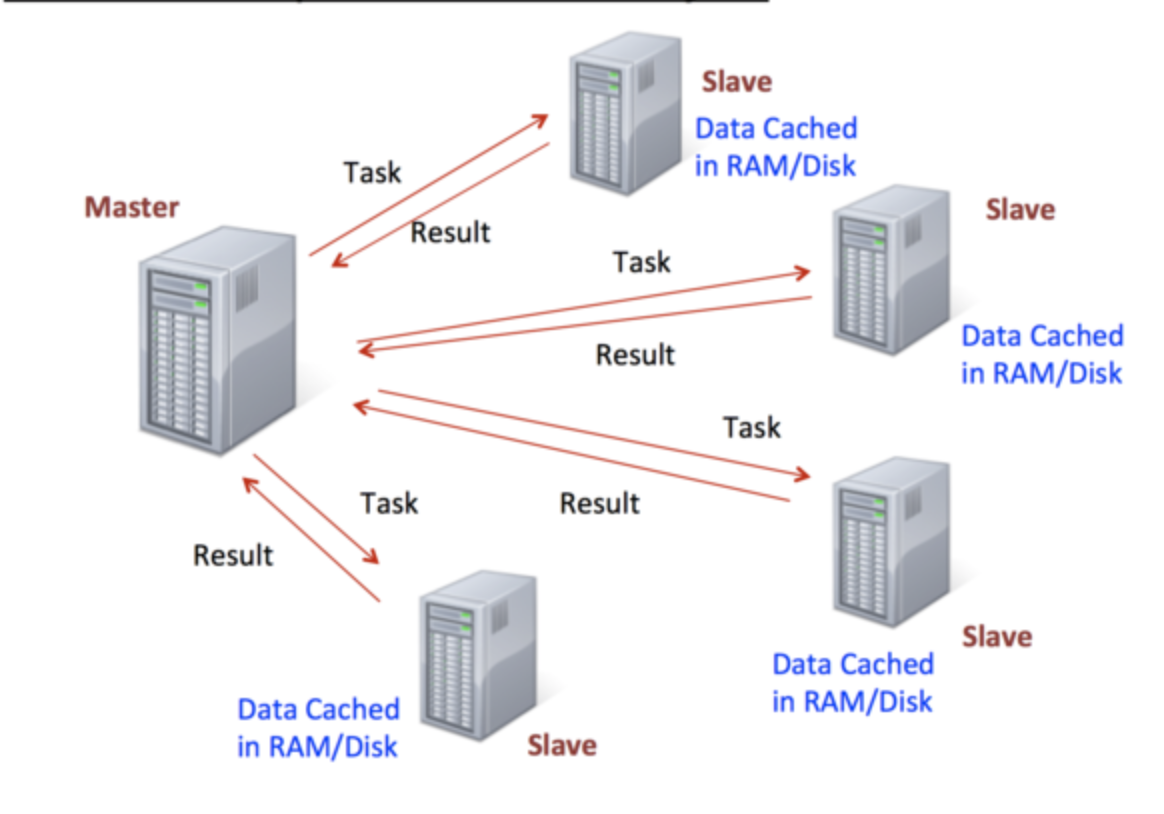 Slave
Data Cached
in RAM/Disk
Task
Master
Slave
Result
Task
Data Cached
in RAM/Disk
Result
Task
Task
Result
Result
Slave
Data Cached
in RAM/Disk
Data Cached
in RAM/Disk
Slave